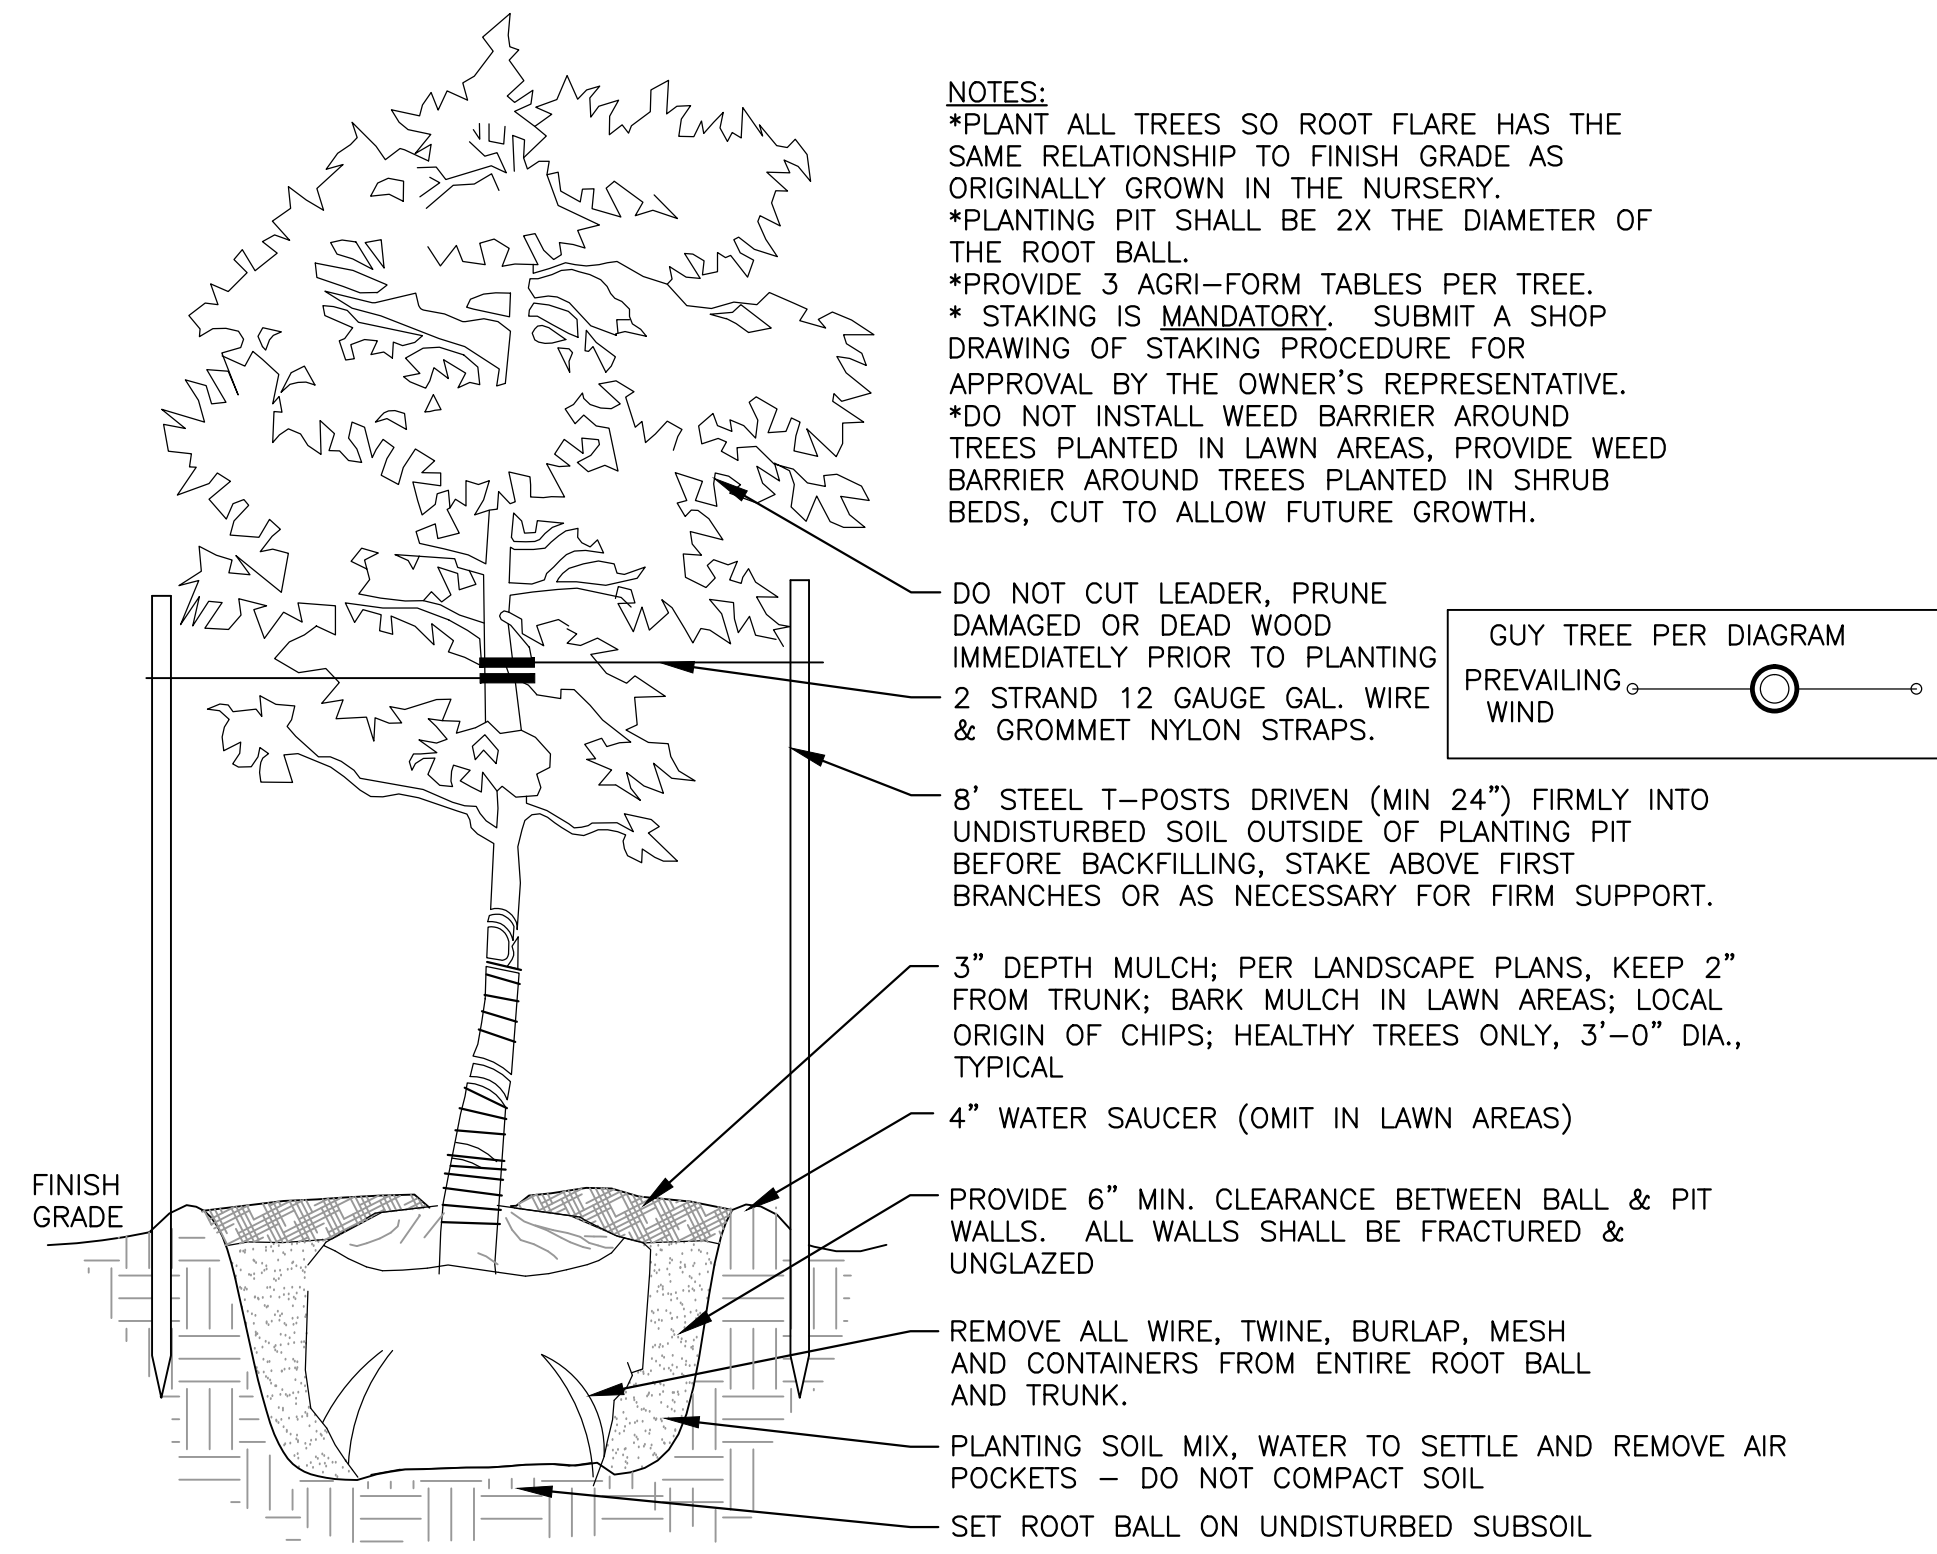 NOTES:
*PLANT ALL TREES SO ROOT FLARE HAS THE
SAME RELATIONSHIP TO FINISH GRADE AS
ORIGINALLY GROWN IN THE NURSERY.
*PLANTING PIT SHALL BE 2X THE DIAMETER OF
THE ROOT BALL.
*PROVIDE 3 AGRI-FORM TABLES PER TREE.
* STAKING IS MANDATORY. SUBMIT A SHOP
DRAWING OF STAKING PROCEDURE FOR
APPROVAL BY THE OWNER'S REPRESENTATIVE.
*DO NOT INSTALL WEED BARRIER AROUND
TREES PLANTED IN LAWN AREAS, PROVIDE WEED
BARRIER AROUND TREES PLANTED IN SHRUB
BEDS, CUT TO ALLOW FUTURE GROWTH.
DO NOT CUT LEADER, PRUNE
DAMAGED OR DEAD WOOD
IMMEDIATELY PRIOR TO PLANTING
GUY TREE PER DIAGRAM
PREVAILING
WIND
2 STRAND 12 GAUGE GAL. WIRE
& GROMMET NYLON STRAPS.
8' STEEL T-POSTS DRIVEN (MIN 24") FIRMLY INTO
UNDISTURBED SOIL OUTSIDE OF PLANTING PIT
BEFORE BACKFILLING, STAKE ABOVE FIRST
BRANCHES OR AS NECESSARY FOR FIRM SUPPORT.
3" DEPTH MULCH; PER LANDSCAPE PLANS, KEEP 2"
FROM TRUNK; BARK MULCH IN LAWN AREAS; LOCAL
ORIGIN OF CHIPS; HEALTHY TREES ONLY, 3'-0" DIA.,
TYPICAL
4" WATER SAUCER (OMIT IN LAWN AREAS)
FINISH
GRADE
PROVIDE 6" MIN. CLEARANCE BETWEEN BALL & PIT
WALLS. ALL WALLS SHALL BE FRACTURED &
UNGLAZED
REMOVE ALL WIRE, TWINE, BURLAP, MESH
AND CONTAINERS FROM ENTIRE ROOT BALL
AND TRUNK.
PLANTING SOIL MIX, WATER TO SETTLE AND REMOVE AIR
POCKETS - DO NOT COMPACT SOIL
SET ROOT BALL ON UNDISTURBED SUBSOIL